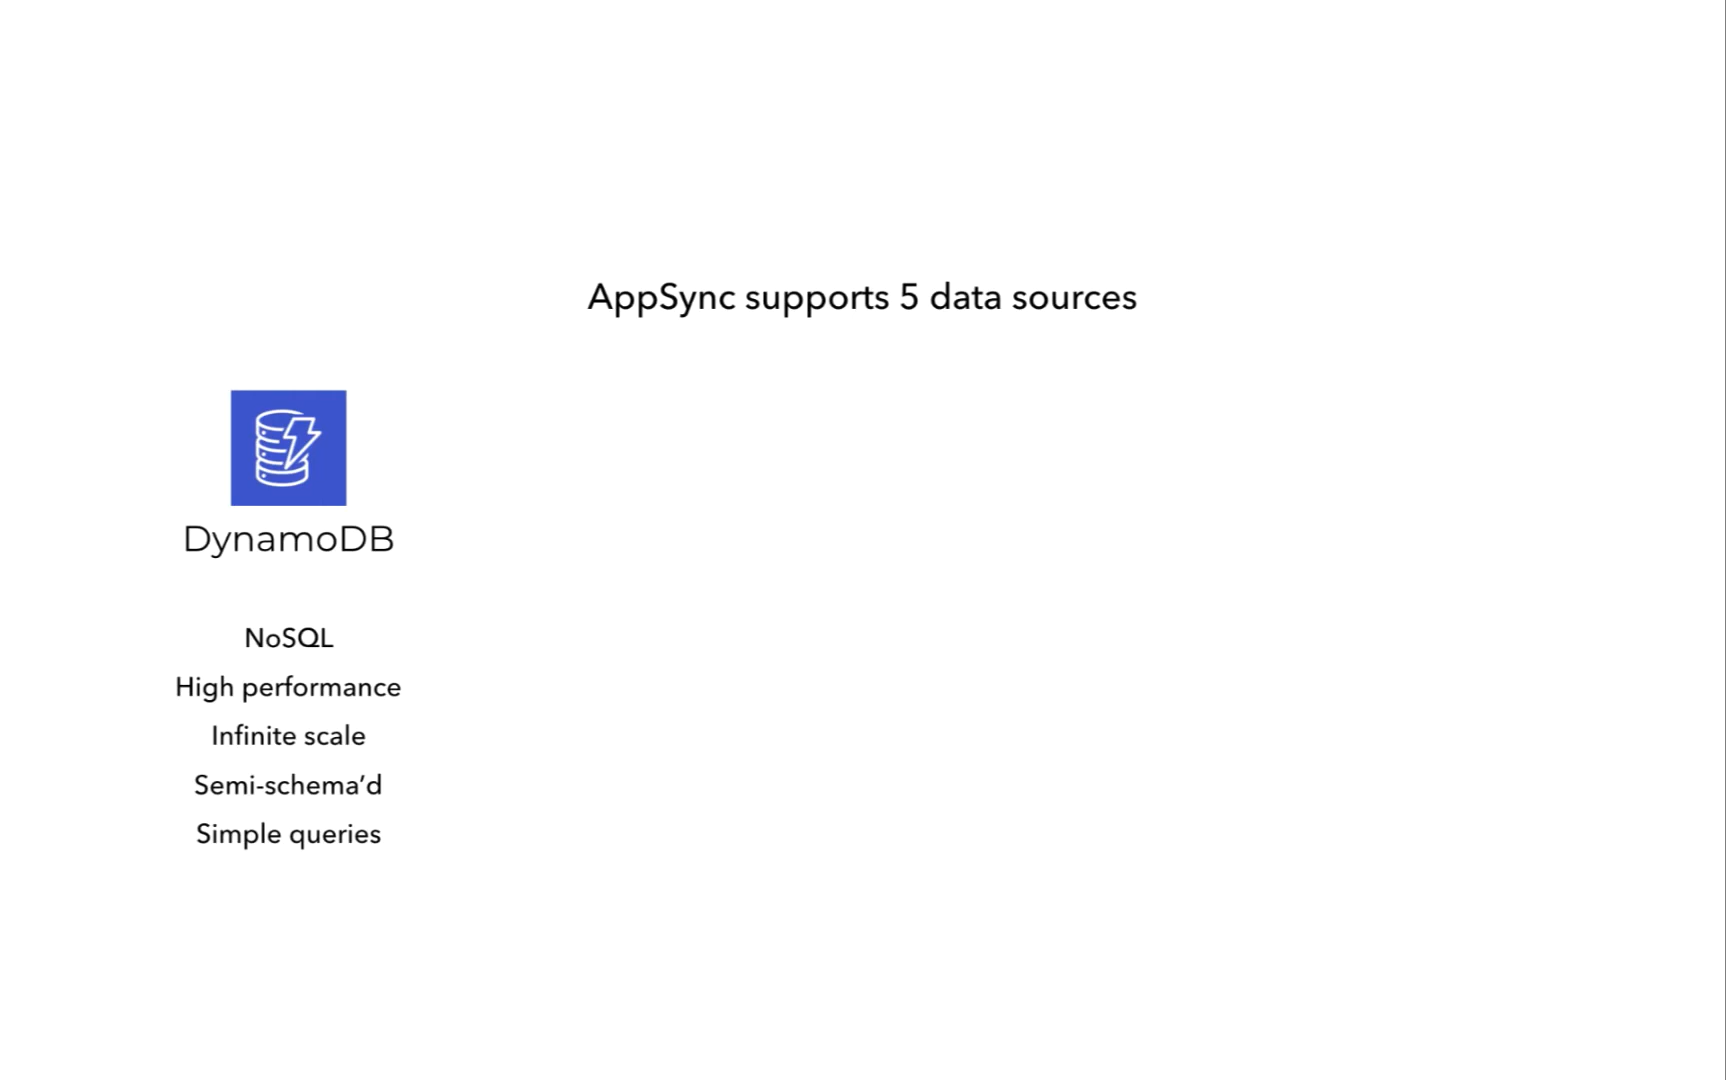 AppSync supports 5 data sources
DynamoDB
NoSQL
High performance
Infinite scale
Semi-schema’d
Simple queries